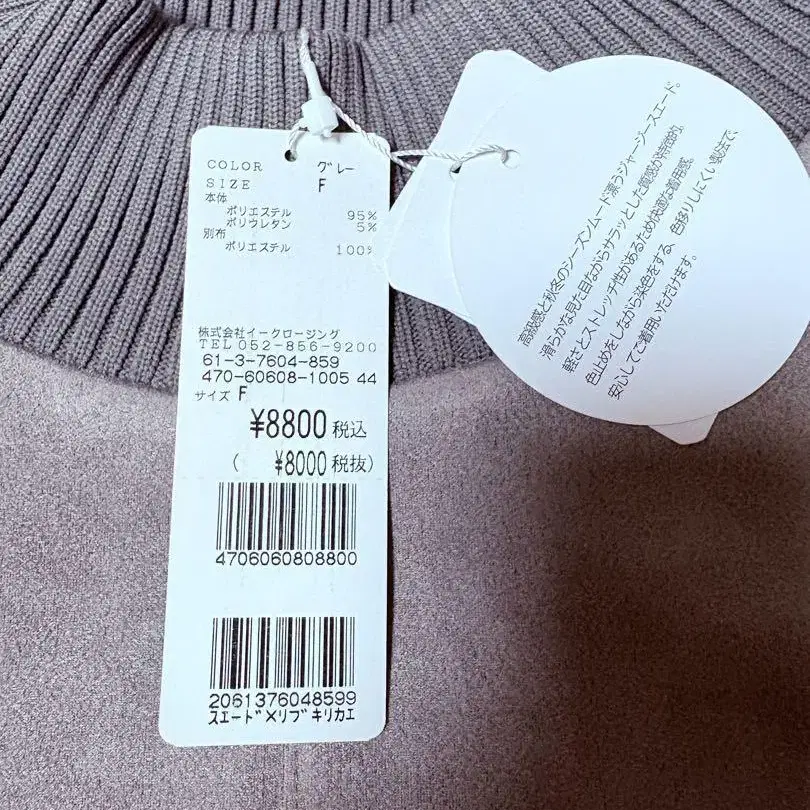 COLOR グレー
SIZE F
本体
ポリエステル 95%
ポリウレタン 5%
別布
ポリエステル 100%
株式会社イークロージング
TEL 052-856-9200
61-3-7604-859
470-60608-1005 44
サイズ F
¥8800 税込
( ¥8000 税抜)
4706060808800
2061376048599
スエード×リブキリカエ
高級感と秋冬のシーズンムード漂うジャージースエード。
滑らかな見た目ながらサラッとした質感が特徴的。
軽さとストレッチ性があるため快適な着用感。
色止めをしながら染色をする、色移りしにくい製法で、
安心してご着用いただけます。